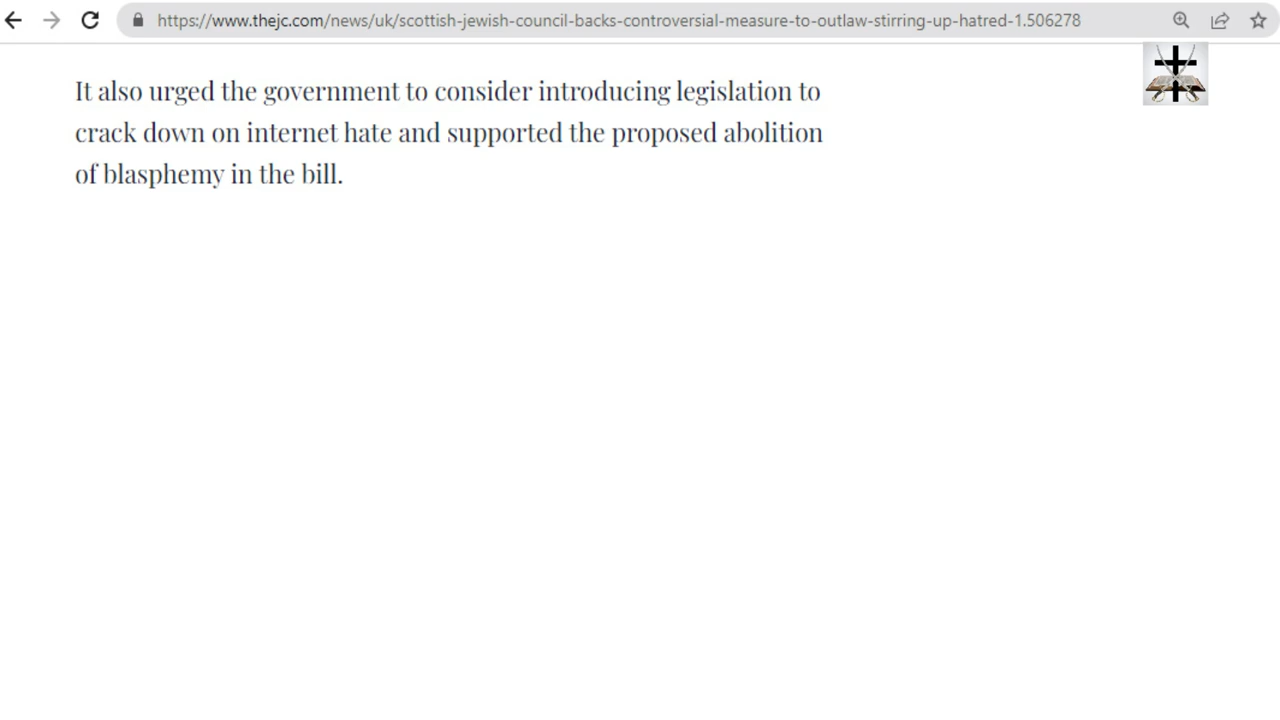 https://www.thejc.com/news/uk/scottish-jewish-council-backs-controversial-measure-to-outlaw-stirring-up-hatred-1.506278
It also urged the government to consider introducing legislation to
crack down on internet hate and supported the proposed abolition
of blasphemy in the bill.